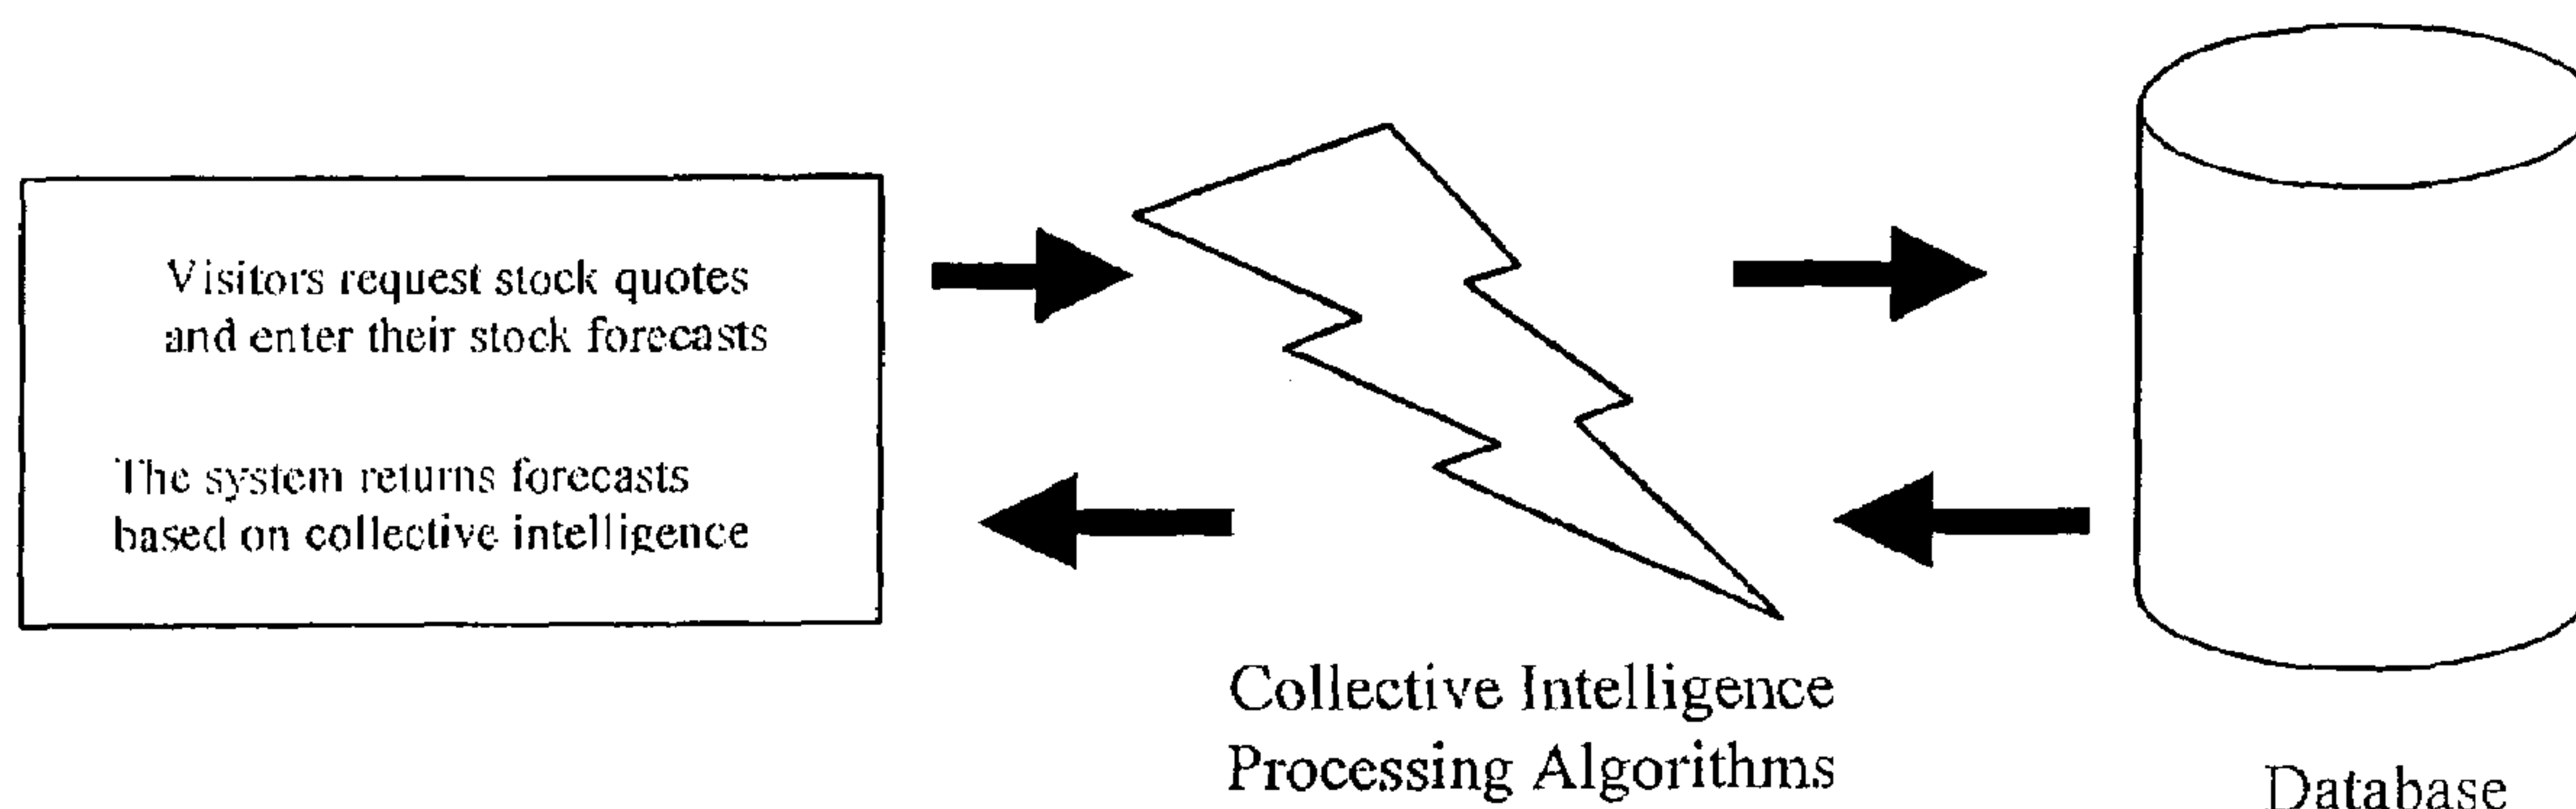 Visitors request stock quotes
and enter their stock forecasts
The system returns forecasts
based on collective intelligence
Collective Intelligence
Processing Algorithms
Database